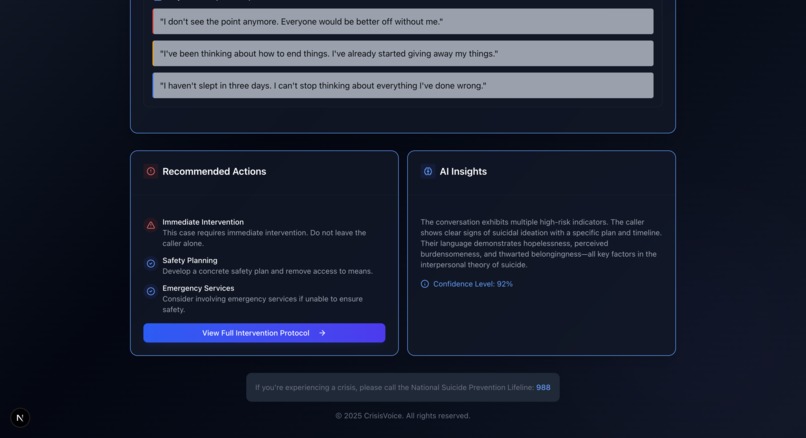 "I don't see the point anymore. Everyone would be better off without me."
"I've been thinking about how to end things. I've already started giving away my things."
"I haven't slept in three days. I can't stop thinking about everything I've done wrong."
Recommended Actions
Immediate Intervention
This case requires immediate intervention. Do not leave the
caller alone.
Safety Planning
Develop a concrete safety plan and remove access to means.
Emergency Services
Consider involving emergency services if unable to ensure
safety.
View Full Intervention Protocol →
AI Insights
The conversation exhibits multiple high-risk indicators. The caller
shows clear signs of suicidal ideation with a specific plan and timeline.
Their language demonstrates hopelessness, perceived
burdensomeness, and thwarted belongingness—all key factors in the
interpersonal theory of suicide.
Confidence Level: 92%
If you're experiencing a crisis, please call the National Suicide Prevention Lifeline: 988
© 2025 CrisisVoice. All rights reserved.
N